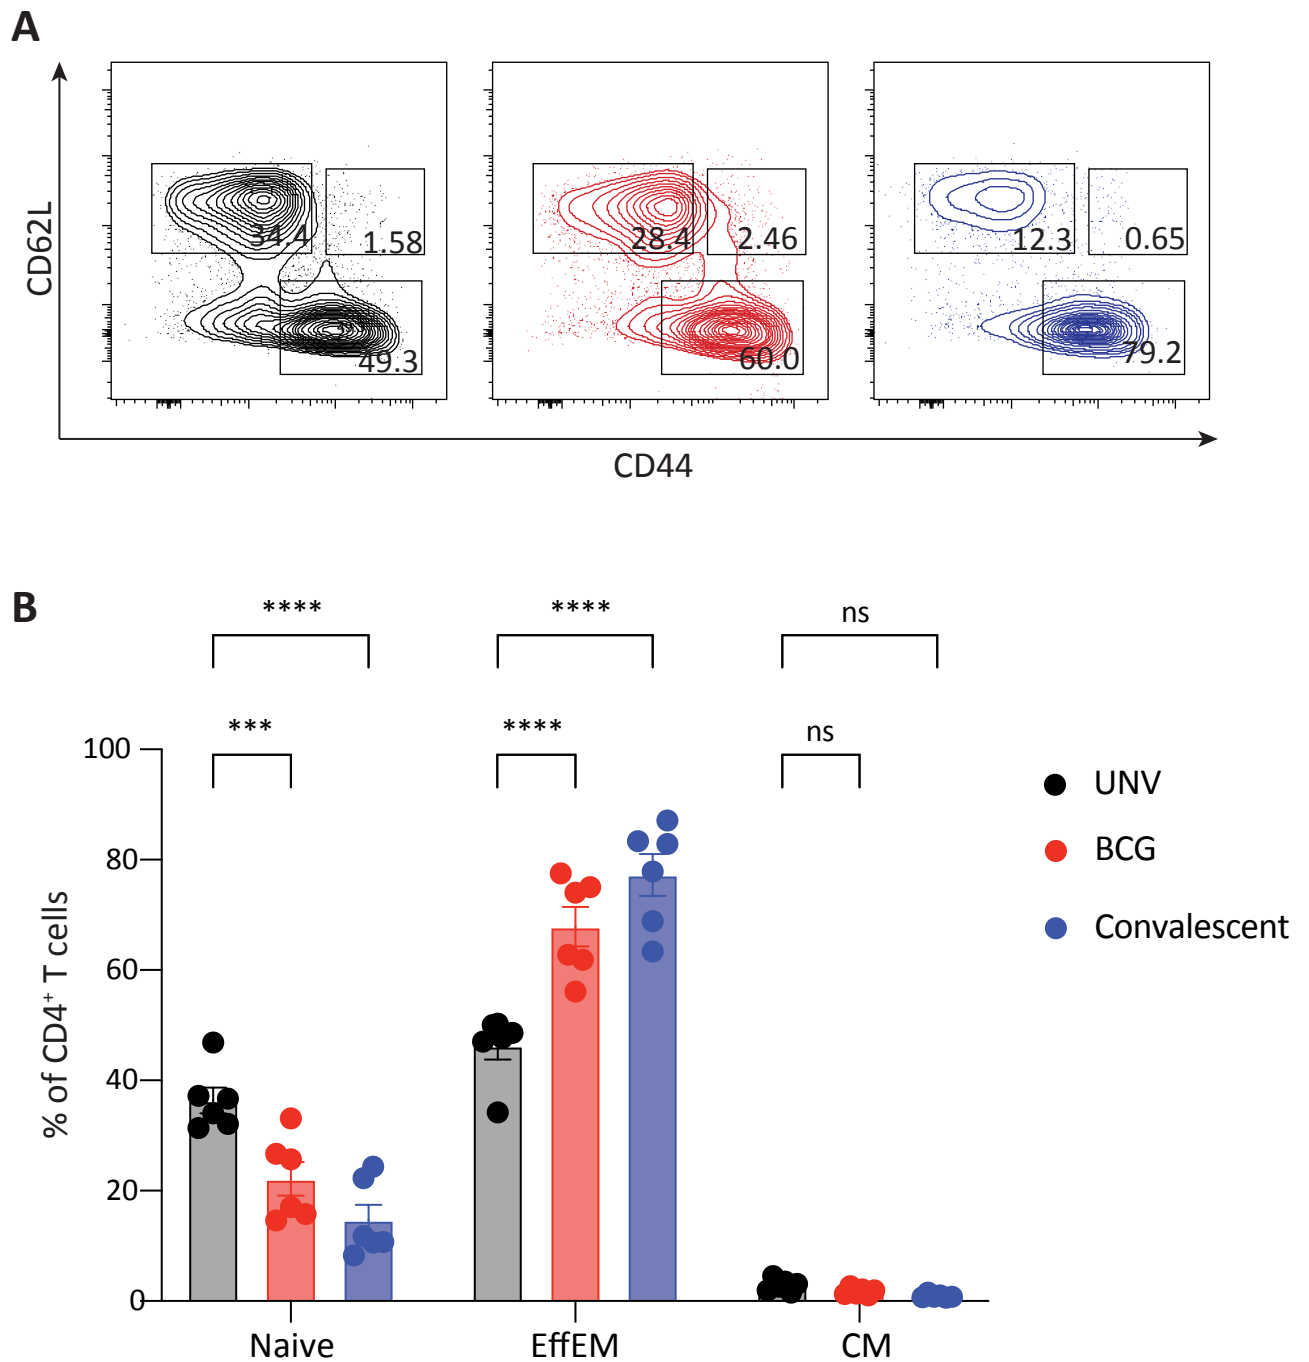 A
CD62L
34.4
1.58
49.3
28.4
2.46
60.0
12.3
0.65
79.2
CD44
B
**** **** ns
*** **** ns
% of CD4⁺ T cells
100
80
60
40
20
0
Naive EffEM CM
UNV
BCG
Convalescent